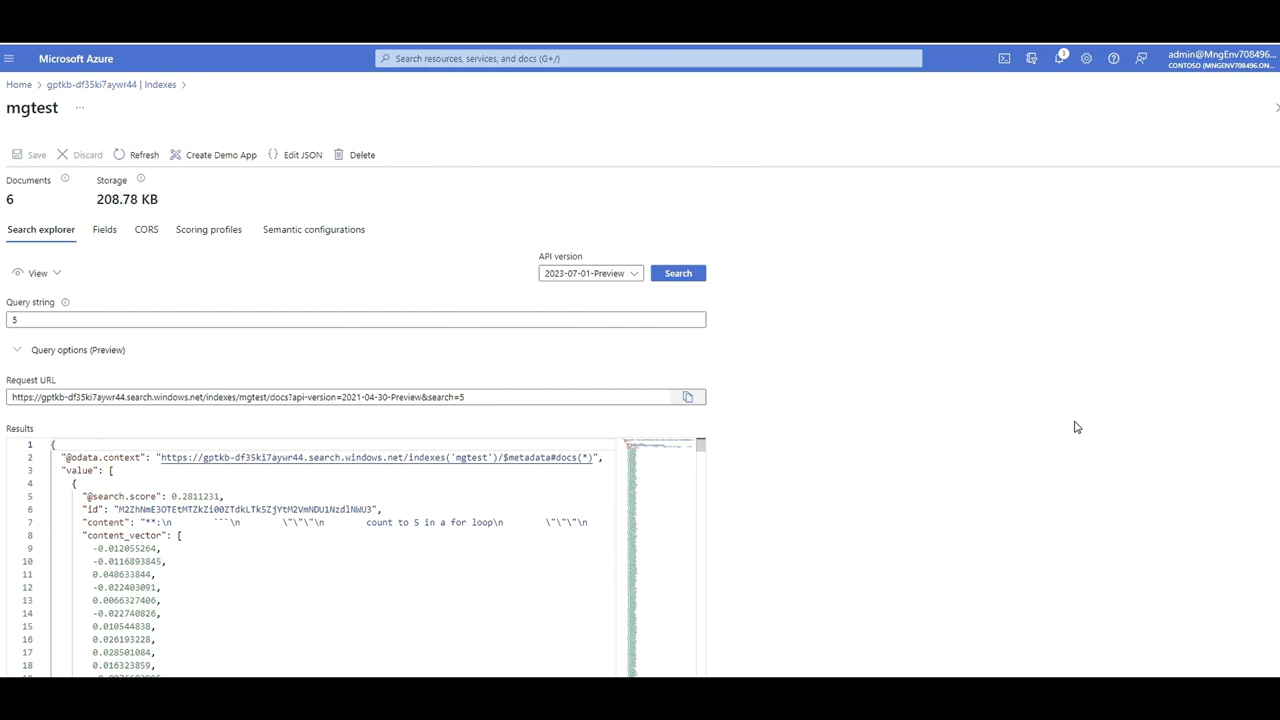 Microsoft Azure
Search resources, services, and docs (G+/)
3
admin@MngEnv708496...
CONTOSO (MNGENV708496.ON...
Home > gptkb-df35ki7aywr44 | Indexes >
mgtest ...
Save Discard Refresh Create Demo App Edit JSON Delete
Documents Storage
6 208.78 KB
Search explorer Fields CORS Scoring profiles Semantic configurations
API version
View 2023-07-01-Preview Search
Query string
5
Query options (Preview)
Request URL
https://gptkb-df35ki7aywr44.search.windows.net/indexes/mgtest/docs?api-version=2021-04-30-Preview&search=5
Results
1 {
2 "@odata.context": "https://gptkb-df35ki7aywr44.search.windows.net/indexes('mgtest')/$metadata#docs(*)",
3 "value": [
4 {
5 "@search.score": 0.2811231,
6 "id": "M2ZhNmE3OTEtMTZkZi00ZTdkLTk5ZjYtM2VmNDU1NzdlNWU3",
7 "content": "**:\n ```\n \"\"\"\n count to 5 in a for loop\n \"\"\"\n
8 "content_vector": [
9 -0.012055264,
10 -0.0116893845,
11 0.048633844,
12 -0.022403091,
13 0.0066327406,
14 -0.022740826,
15 0.010544838,
16 0.026193228,
17 0.028501084,
18 0.016323859,